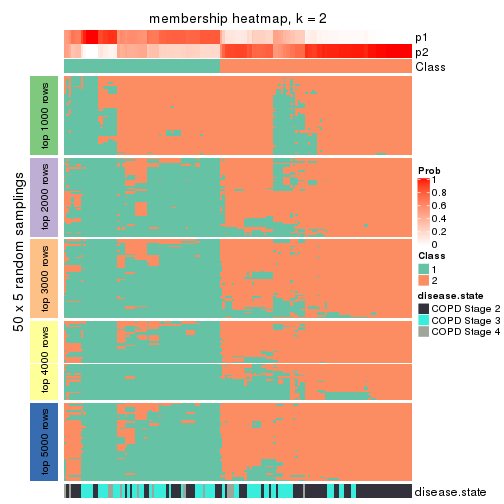 membership heatmap, k = 2
p1
p2
Class
50 x 5 random samplings
top 1000 rows
top 2000 rows
top 3000 rows
top 4000 rows
top 5000 rows
Prob
1
0.8
0.6
0.4
0.2
0
Class
1
2
disease.state
COPD Stage 2
COPD Stage 3
COPD Stage 4
disease.state